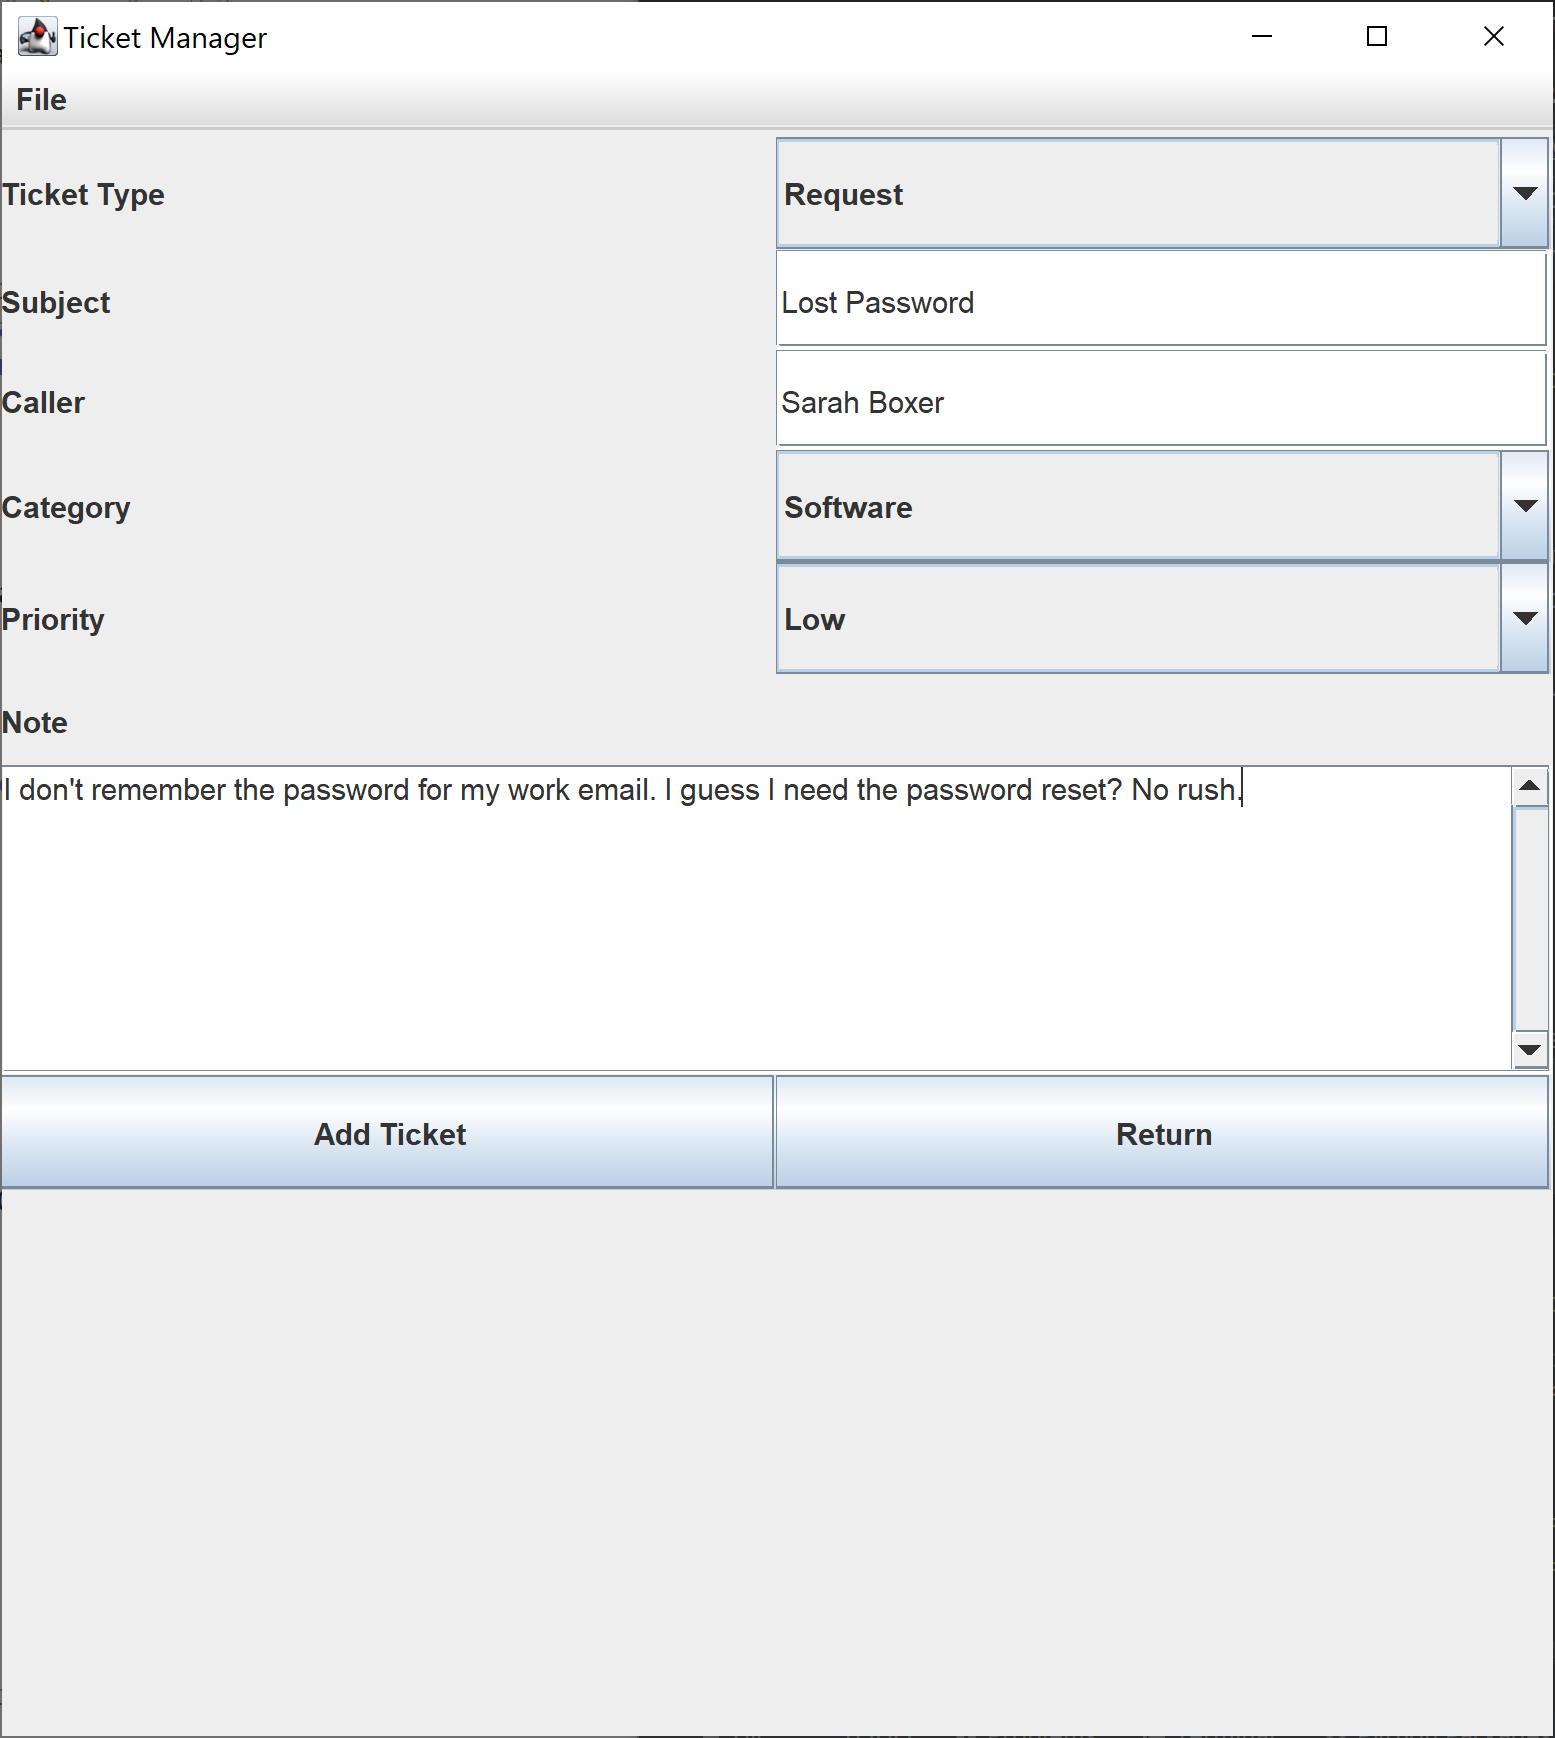 Ticket Manager
File
Ticket Type
Request
Subject
Lost Password
Caller
Sarah Boxer
Category
Software
Priority
Low
Note
I don't remember the password for my work email. I guess I need the password reset? No rush.
Add Ticket
Return